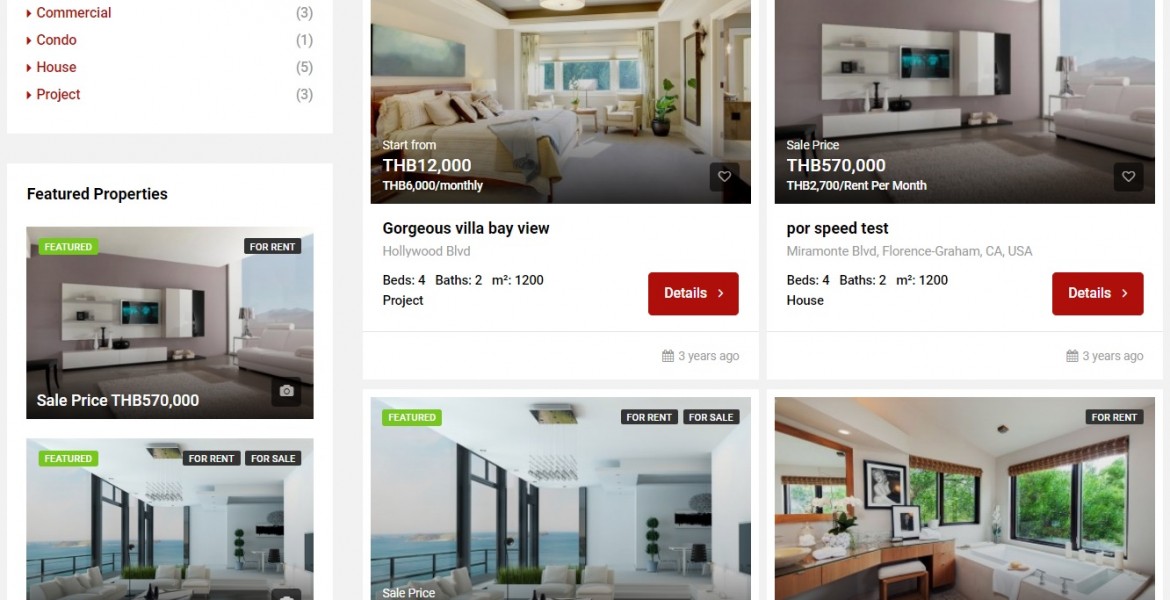 Commercial (3)
Condo (1)
House (5)
Project (3)
Featured Properties
FEATURED FOR RENT
Sale Price THB570,000
FEATURED FOR RENT FOR SALE
Start from
THB12,000
THB6,000/monthly
Gorgeous villa bay view
Hollywood Blvd
Beds: 4 Baths: 2 m²: 1200
Project
Details
3 years ago
Sale Price
THB570,000
THB2,700/Rent Per Month
por speed test
Miramonte Blvd, Florence-Graham, CA, USA
Beds: 4 Baths: 2 m²: 1200
House
Details
3 years ago
FEATURED FOR RENT FOR SALE
Sale Price
FOR RENT